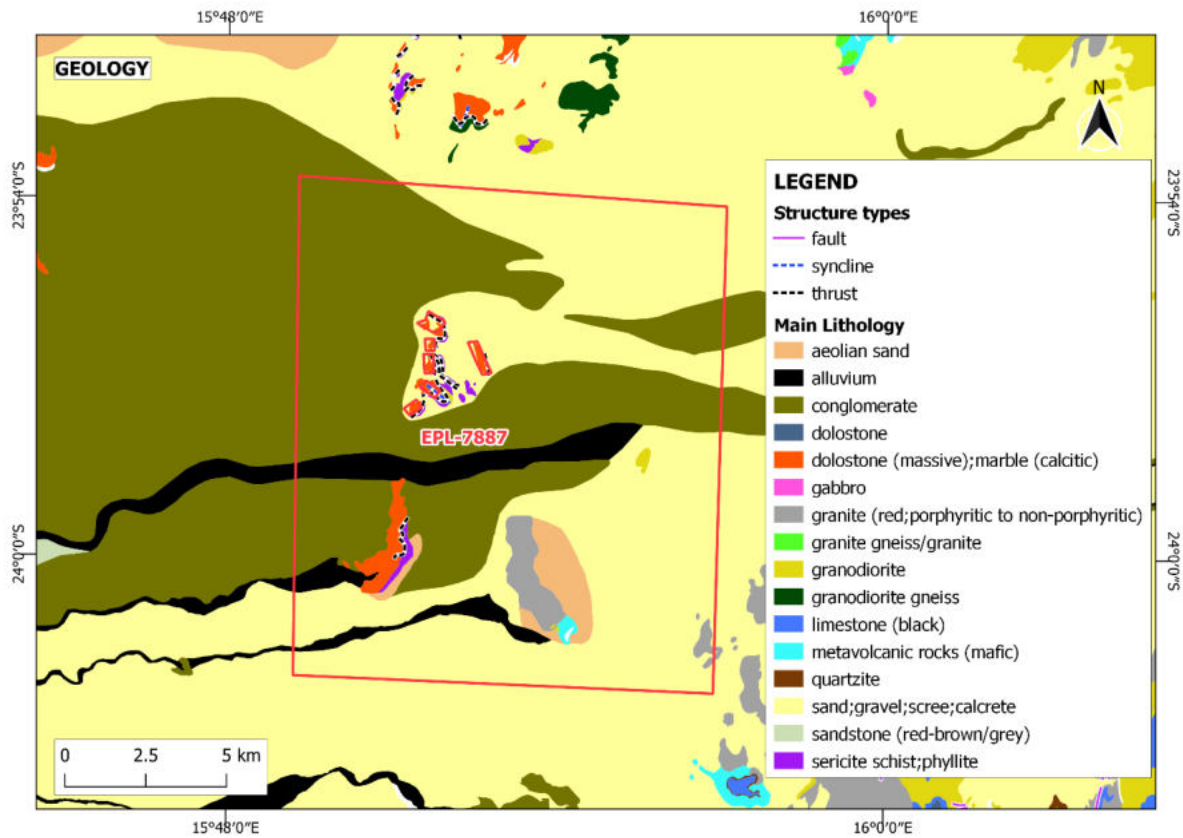 15°48′0″E 16°0′0″E
GEOLOGY
N
23°54′0″S 23°54′0″S
LEGEND
Structure types
fault
syncline
thrust
Main Lithology
aeolian sand
alluvium
conglomerate
dolostone
dolostone (massive);marble (calcitic)
gabbro
granite (red;porphyritic to non-porphyritic)
granite gneiss/granite
granodiorite
granodiorite gneiss
limestone (black)
metavolcanic rocks (mafic)
quartzite
sand;gravel;scree;calcrete
sandstone (red-brown/grey)
sericite schist;phyllite
EPL-7887
24°0′0″S 24°0′0″S
0 2.5 5 km
15°48′0″E 16°0′0″E